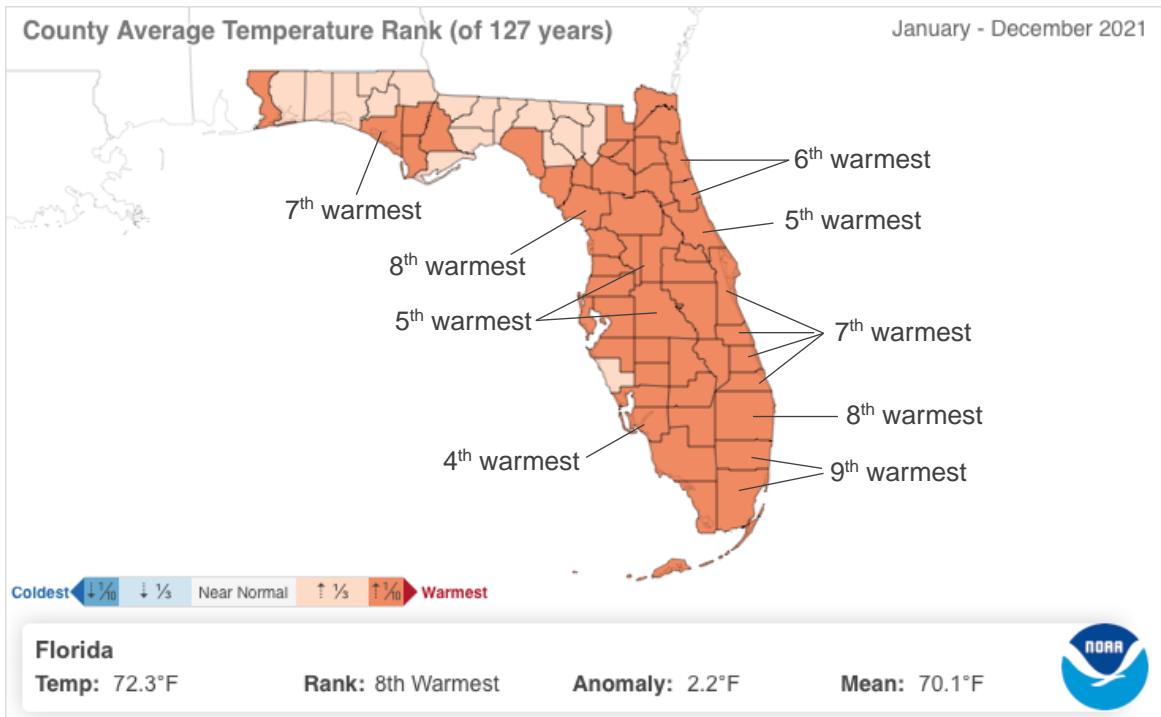 County Average Temperature Rank (of 127 years)
January - December 2021
6th warmest
7th warmest
5th warmest
8th warmest
5th warmest
7th warmest
8th warmest
4th warmest
9th warmest
Coldest ↓ 1/10 ⇣ 1/3 Near Normal ⇡ 1/3 ↑ 1/10 Warmest
Florida
Temp: 72.3°F Rank: 8th Warmest Anomaly: 2.2°F Mean: 70.1°F
NOAA